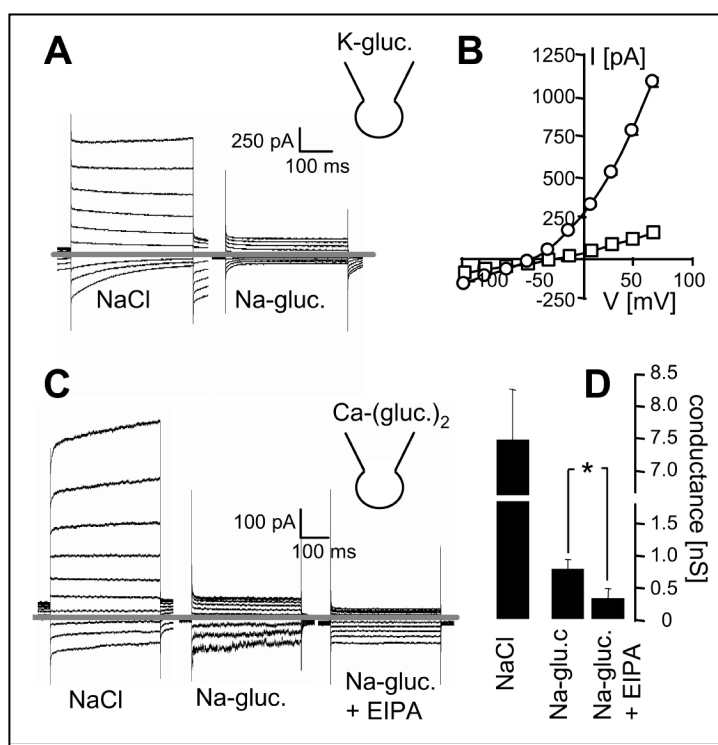 A
K-gluc.
250 pA
100 ms
NaCl
Na-gluc.
B
I [pA]
1250
1000
750
500
250
-250
-100
-50
50
100
V [mV]
C
Ca-(gluc.)2
100 pA
100 ms
NaCl
Na-gluc.
Na-gluc.
+ EIPA
D
8.5
8.0
7.5
7.0
1.5
1.0
0.5
0
conductance [nS]
*
NaCl
Na-glu.c
Na-gluc.
+ EIPA